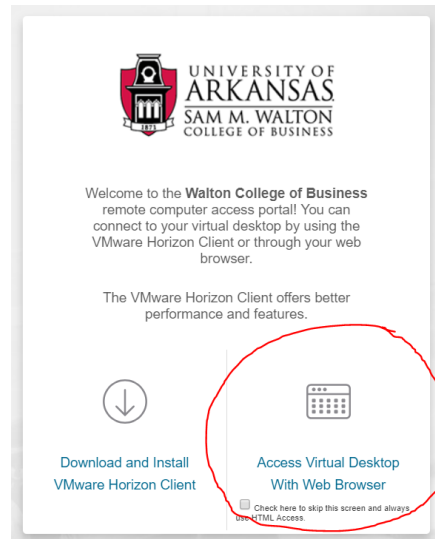 UNIVERSITY OF
ARKANSAS
SAM M. WALTON
COLLEGE OF BUSINESS
1871
Welcome to the Walton College of Business
remote computer access portal! You can
connect to your virtual desktop by using the
VMware Horizon Client or through your web
browser.
The VMware Horizon Client offers better
performance and features.
Download and Install
VMware Horizon Client
Access Virtual Desktop
With Web Browser
Check here to skip this screen and always
use HTML Access.